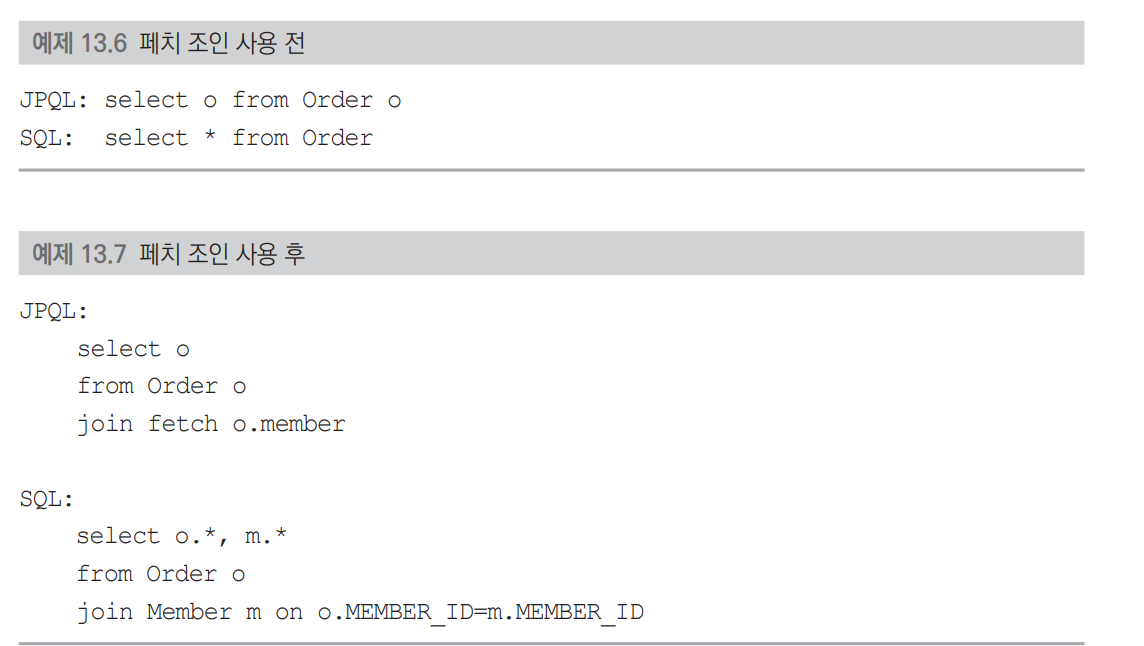 예제 13.6 페치 조인 사용 전
JPQL: select o from Order o
SQL:  select * from Order
예제 13.7 페치 조인 사용 후
JPQL:
    select o
    from Order o
    join fetch o.member
SQL:
    select o.*, m.*
    from Order o
    join Member m on o.MEMBER_ID=m.MEMBER_ID